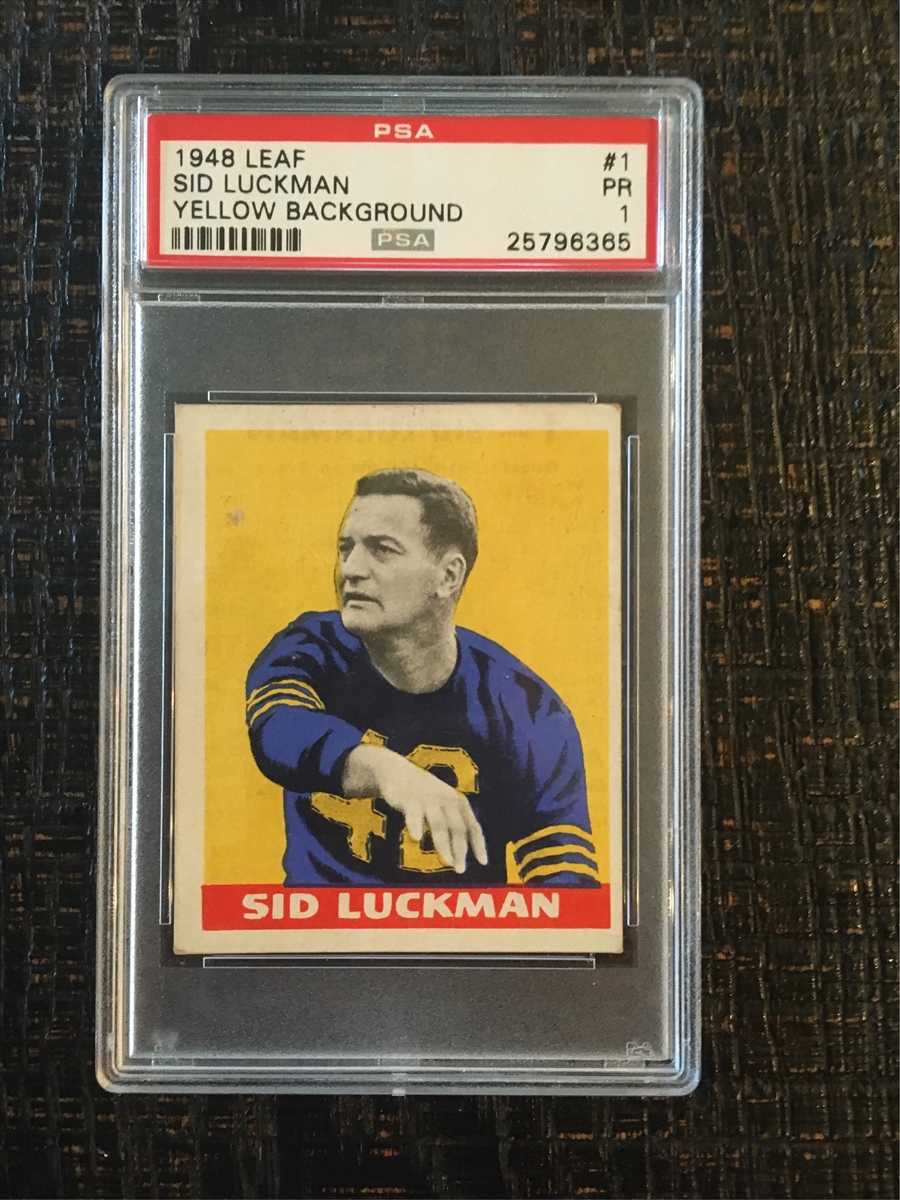 PSA
1948 LEAF #1
SID LUCKMAN PR
YELLOW BACKGROUND 1
PSA 25796365
SID LUCKMAN